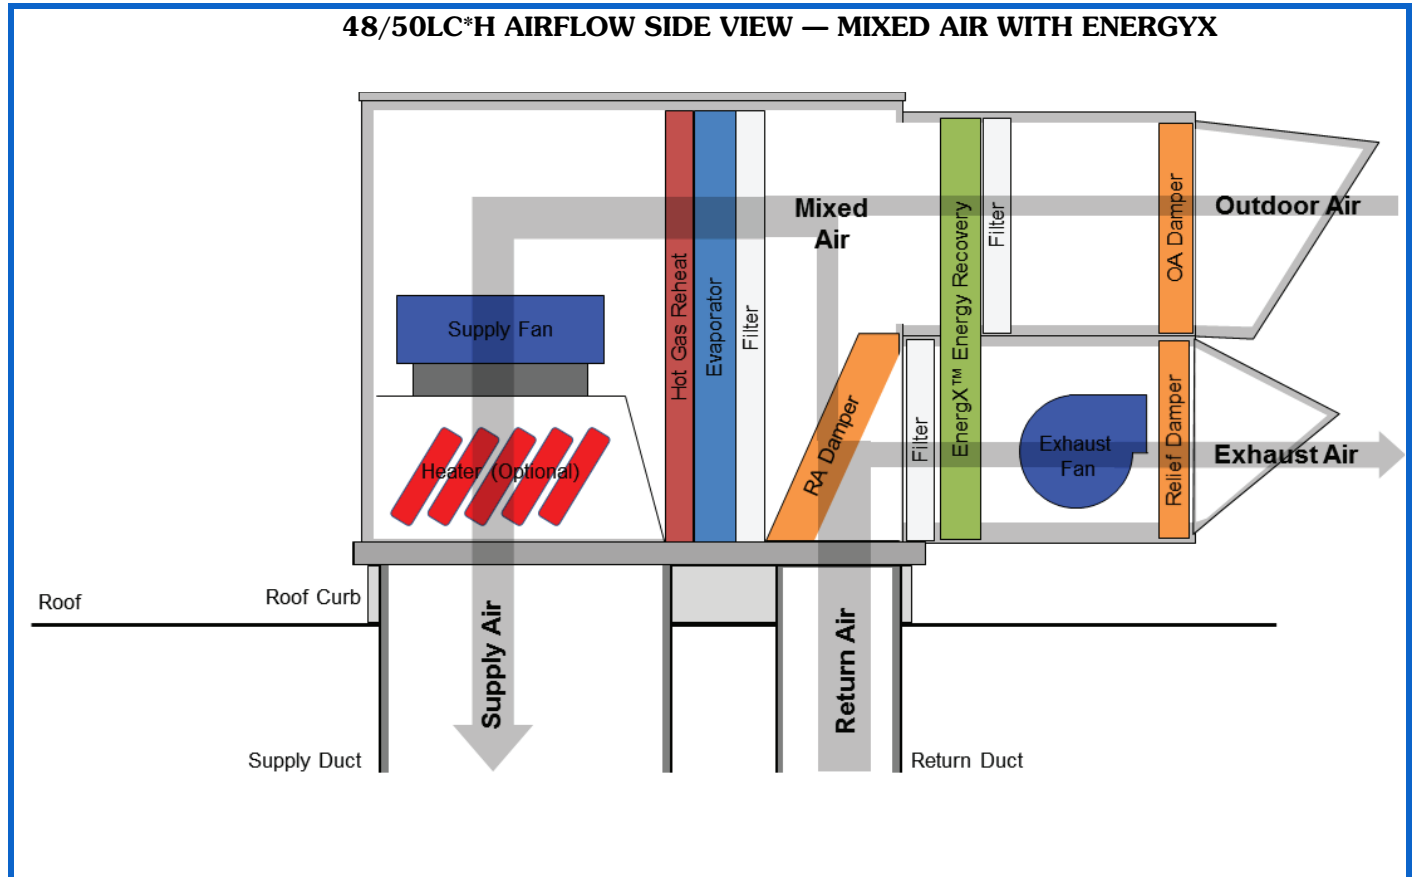 48/50LC*H AIRFLOW SIDE VIEW — MIXED AIR WITH ENERGYX
Mixed
Air
Outdoor Air
OA Damper
Filter
EnergX™ Energy Recovery
Hot Gas Reheat
Evaporator
Filter
Supply Fan
Heater (Optional)
RA Damper
Filter
Exhaust
Fan
Relief Damper
Exhaust Air
Roof
Roof Curb
Supply Air
Return Air
Supply Duct
Return Duct